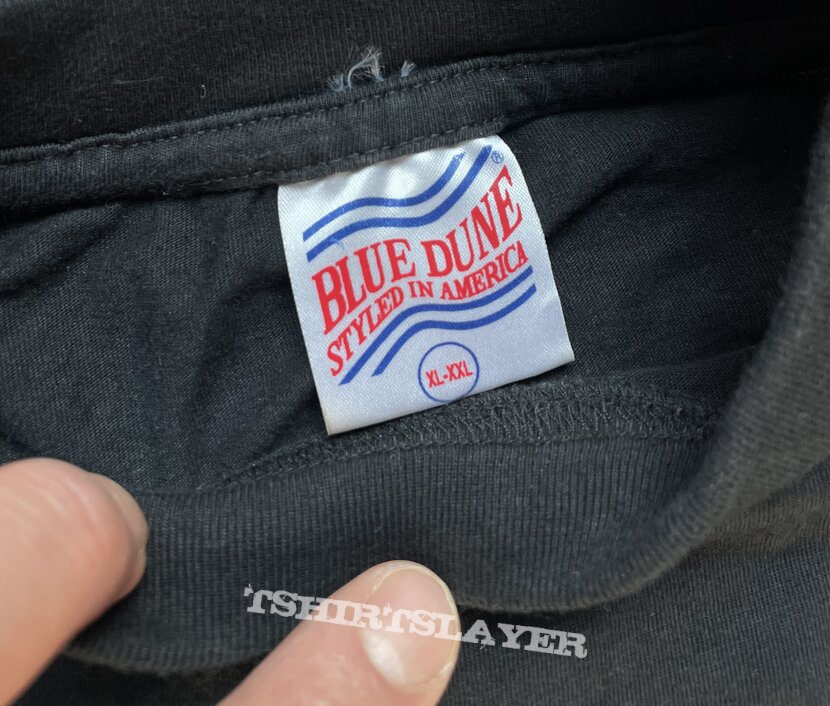 ®
BLUE DUNE
STYLED IN AMERICA
XL-XXL
TSHIRTSLAYER